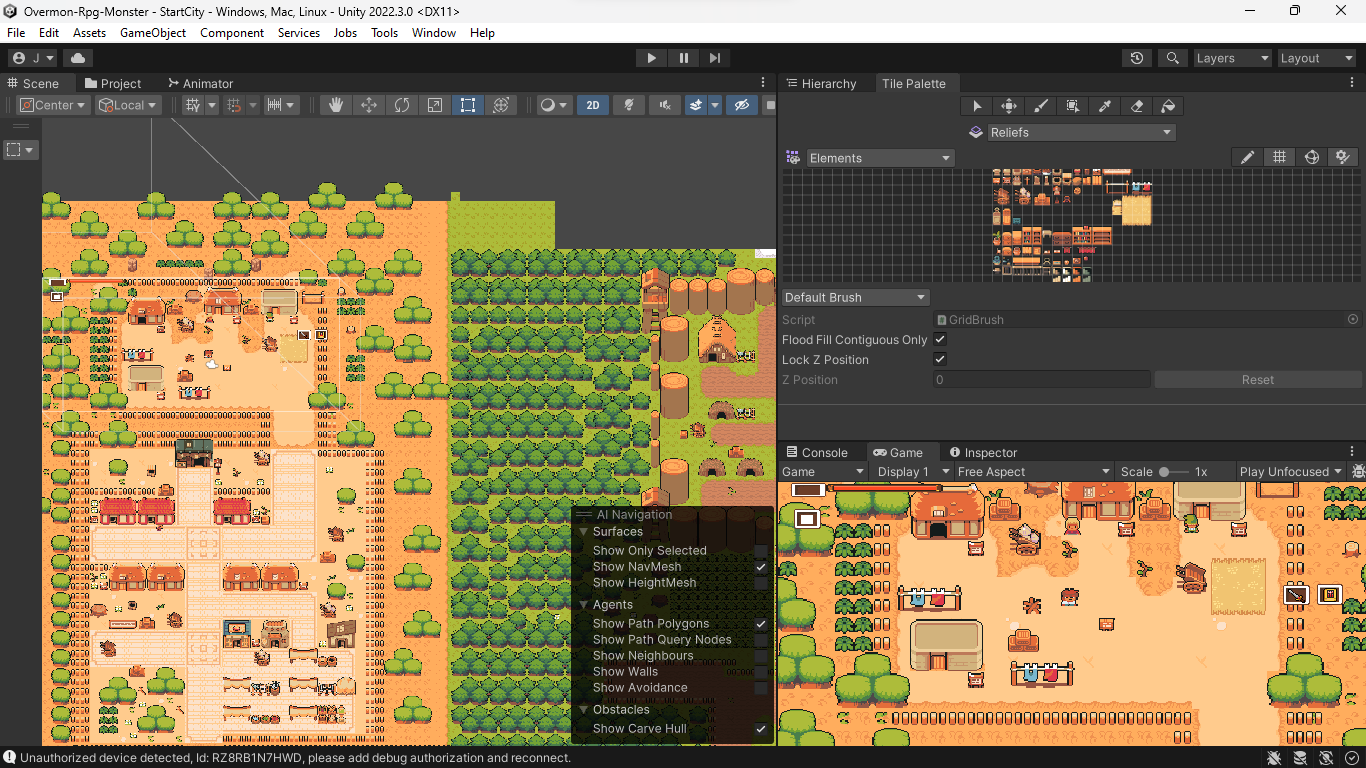 Overmon-Rpg-Monster - StartCity - Windows, Mac, Linux - Unity 2022.3.0 <DX11>
File Edit Assets GameObject Component Services Jobs Tools Window Help
J Layers Layout
Scene Project Animator
Center Local 2D
Hierarchy Tile Palette
Reliefs
Elements
Default Brush
Script GridBrush
Flood Fill Contiguous Only
Lock Z Position
Z Position 0 Reset
Console Game Inspector
Game Display 1 Free Aspect Scale 1x Play Unfocused
AI Navigation
Surfaces
Show Only Selected
Show NavMesh
Show HeightMesh
Agents
Show Path Polygons
Show Path Query Nodes
Show Neighbours
Show Walls
Show Avoidance
Obstacles
Show Carve Hull
Unauthorized device detected, Id: RZ8RB1N7HWD, please add debug authorization and reconnect.